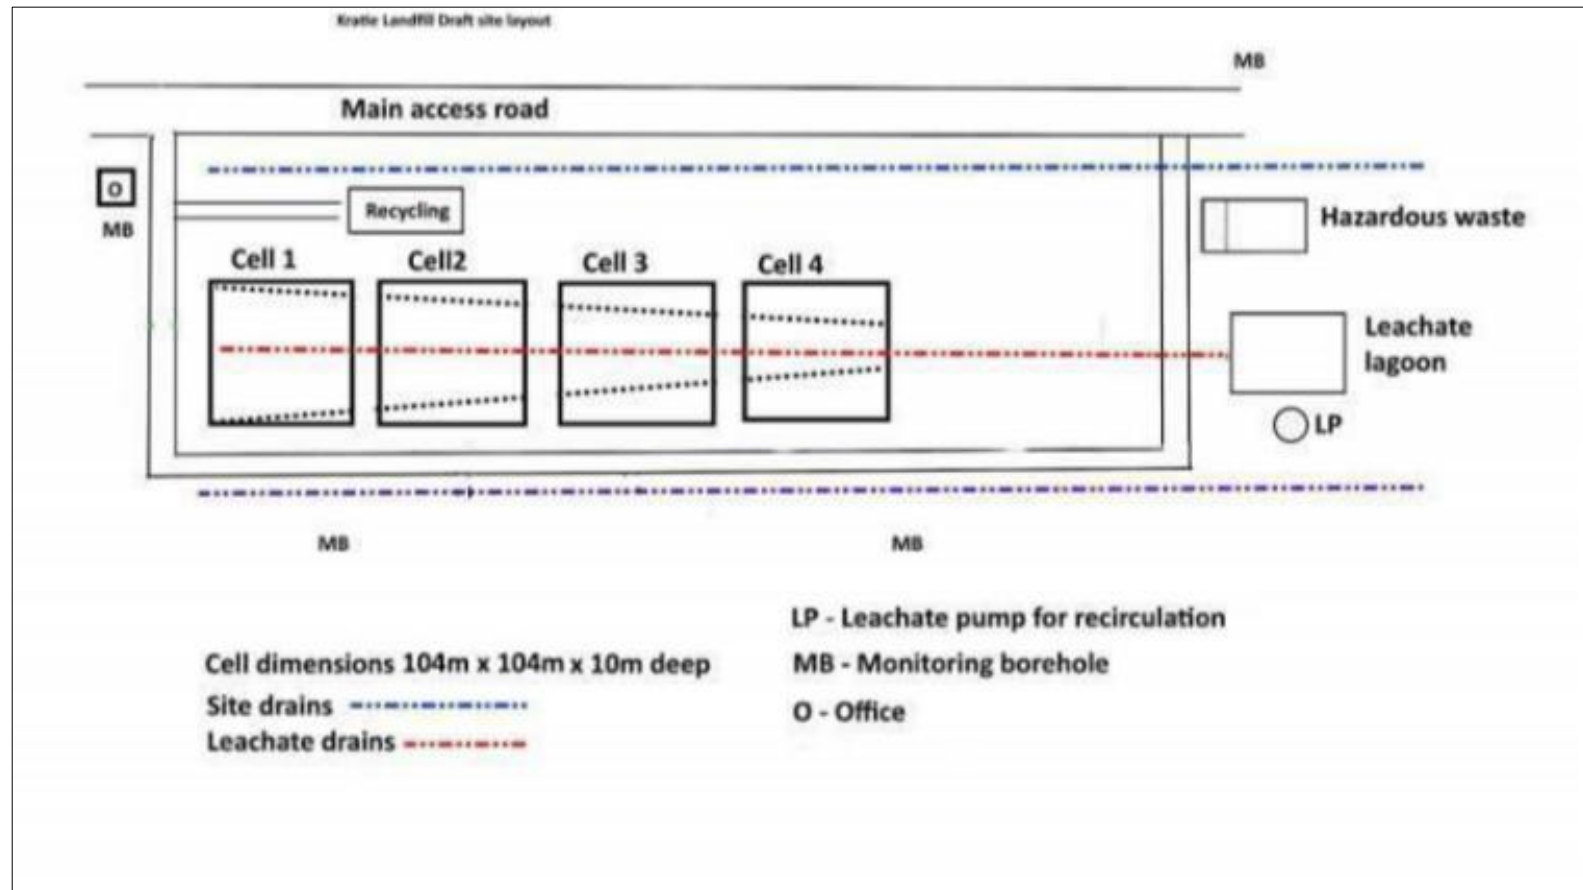 Kratie Landfill Draft site layout
MB
Main access road
O
MB
Recycling
Hazardous waste
Cell 1
Cell2
Cell 3
Cell 4
Leachate
lagoon
LP
MB
MB
LP - Leachate pump for recirculation
Cell dimensions 104m x 104m x 10m deep
MB - Monitoring borehole
Site drains
O - Office
Leachate drains